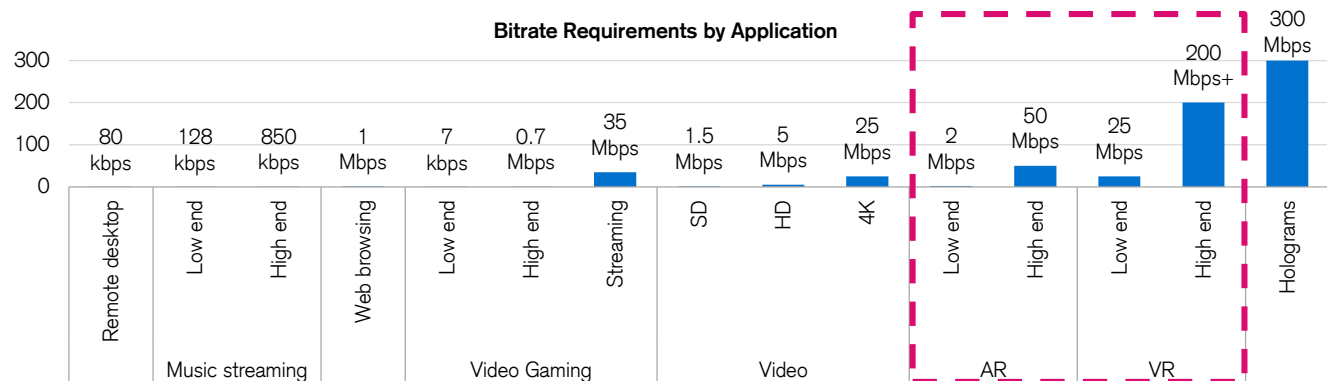 Bitrate Requirements by Application
300
200
100
0
80
kbps
128
kbps
850
kbps
1
Mbps
7
kbps
0.7
Mbps
35
Mbps
1.5
Mbps
5
Mbps
25
Mbps
2
Mbps
50
Mbps
25
Mbps
200
Mbps+
300
Mbps
Remote desktop
Low end
High end
Web browsing
Low end
High end
Streaming
SD
HD
4K
Low end
High end
Low end
High end
Holograms
Music streaming
Video Gaming
Video
AR
VR